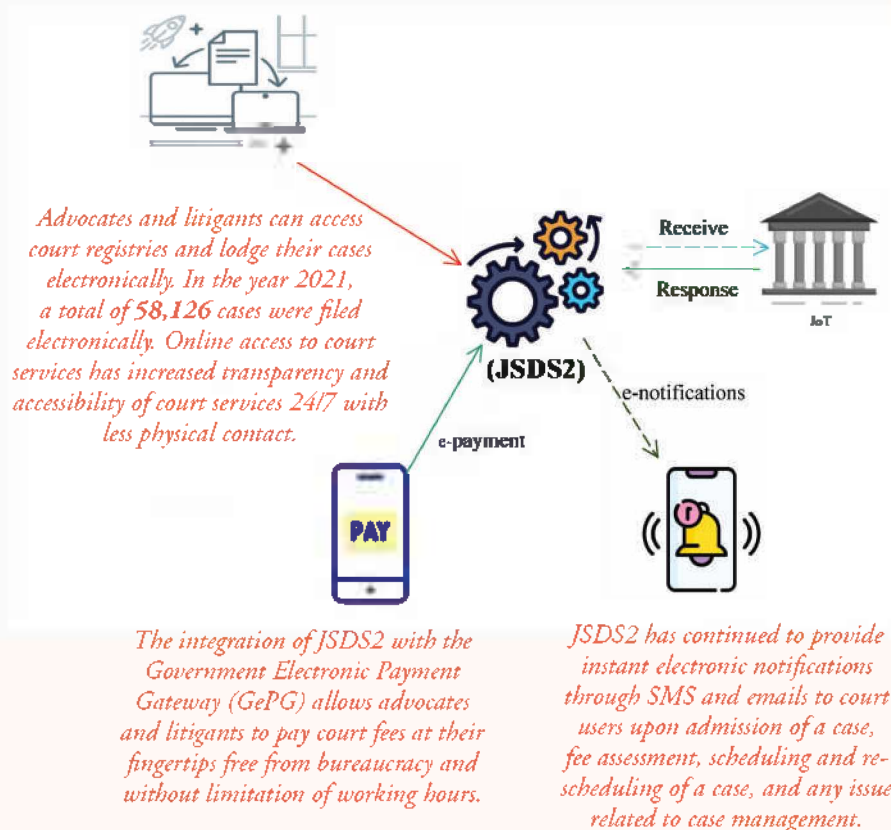 Advocates and litigants can access
court registries and lodge their cases
electronically. In the year 2021,
a total of 58,126 cases were filed
electronically. Online access to court
services has increased transparency and
accessibility of court services 24/7 with
less physical contact.
Receive
Response
JoT
(JSDS2)
e-notifications
e-payment
PAY
1
The integration of JSDS2 with the
Government Electronic Payment
Gateway (GePG) allows advocates
and litigants to pay court fees at their
fingertips free from bureaucracy and
without limitation of working hours.
JSDS2 has continued to provide
instant electronic notifications
through SMS and emails to court
users upon admission of a case,
fee assessment, scheduling and re-
scheduling of a case, and any issue
related to case management.